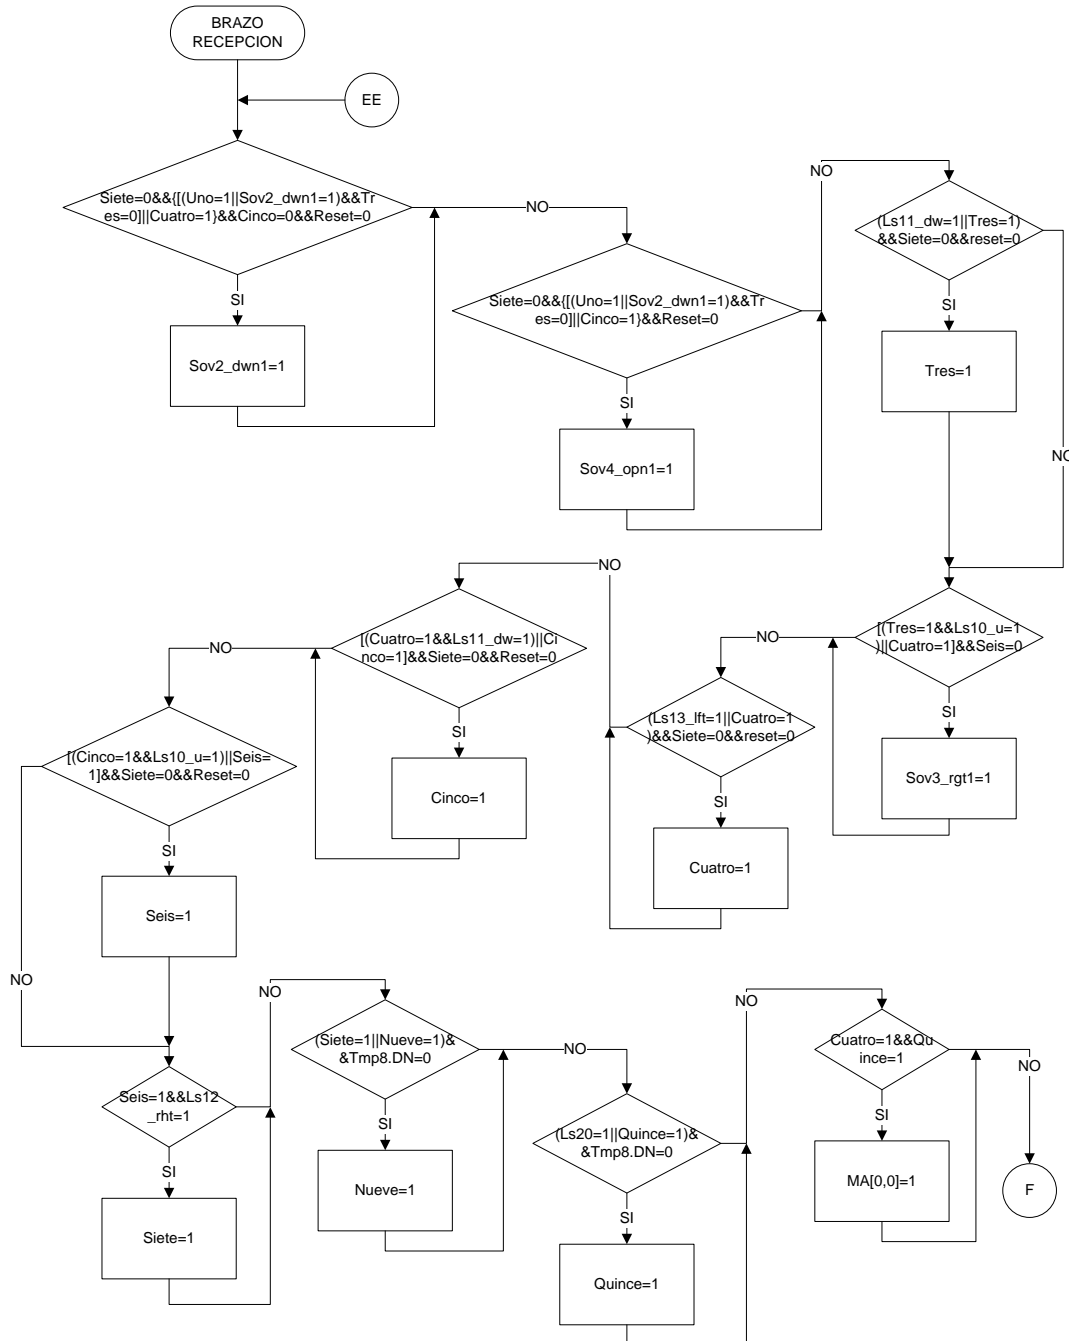 BRAZO
RECEPCION
EE
Siete=0&&{[(Uno=1||Sov2_dwn1=1)&&Tr
es=0]||Cuatro=1}&&Cinco=0&&Reset=0
NO
SI
Sov2_dwn1=1
Siete=0&&{[(Uno=1||Sov2_dwn1=1)&&Tr
es=0]||Cinco=1}&&Reset=0
NO
SI
Sov4_opn1=1
(Ls11_dw=1||Tres=1)
&&Siete=0&&reset=0
SI
Tres=1
NO
[(Tres=1&&Ls10_u=1
)||Cuatro=1]&&Seis=0
NO
SI
Sov3_rgt1=1
(Ls13_lft=1||Cuatro=1
)&&Siete=0&&reset=0
NO
SI
Cuatro=1
[(Cuatro=1&&Ls11_dw=1)||Ci
nco=1]&&Siete=0&&Reset=0
NO
SI
Cinco=1
[(Cinco=1&&Ls10_u=1)||Seis=
1]&&Siete=0&&Reset=0
SI
Seis=1
NO
Seis=1&&Ls12
_rht=1
NO
SI
Siete=1
(Siete=1||Nueve=1)&
&Tmp8.DN=0
NO
SI
Nueve=1
(Ls20=1||Quince=1)&
&Tmp8.DN=0
NO
SI
Quince=1
Cuatro=1&&Qu
ince=1
NO
SI
MA[0,0]=1
F